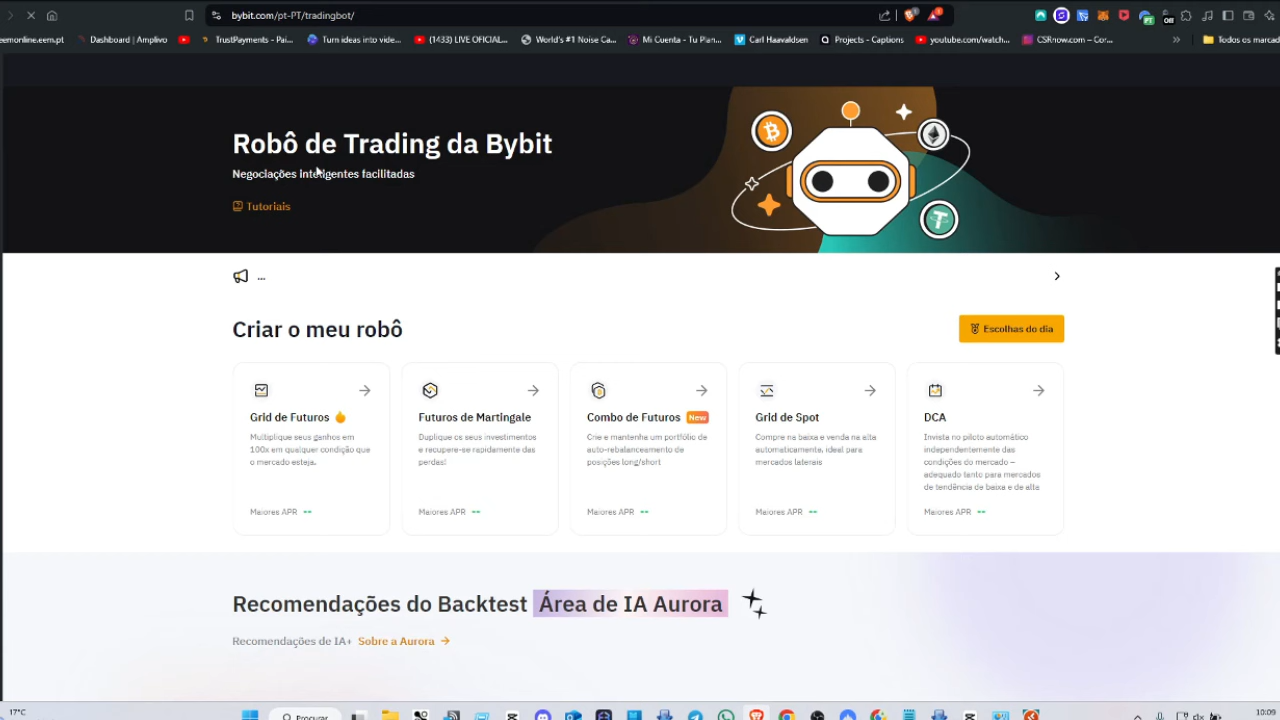 bybit.com/pt-PT/tradingbot/
eemonline.eem.pt
Dashboard | Amplivo
TrustPayments - Pai...
Turn ideas into vide...
(1433) LIVE OFICIAL...
World's #1 Noise Ca...
Mi Cuenta - Tu Plan...
Carl Haavaldsen
Projects - Captions
youtube.com/watch...
CSRnow.com – Cor...
»
Todos os marcad
Robô de Trading da Bybit
Negociações Inteligentes facilitadas
Tutoriais
...
Criar o meu robô
Escolhas do dia
Grid de Futuros
Multiplique seus ganhos em
100x em qualquer condição que
o mercado esteja.
Maiores APR --
Futuros de Martingale
Duplique os seus investimentos
e recupere-se rapidamente das
perdas!
Maiores APR --
Combo de Futuros New
Crie e mantenha um portfólio de
auto-rebalanceamento de
posições long/short
Maiores APR --
Grid de Spot
Compre na baixa e venda na alta
automaticamente, ideal para
mercados laterais
Maiores APR --
DCA
Invista no piloto automático
independentemente das
condições do mercado –
adequado tanto para mercados
de tendência de baixa e de alta
Maiores APR --
Recomendações do Backtest Área de IA Aurora
Recomendações de IA+ Sobre a Aurora
17°C
Procurar
10:09